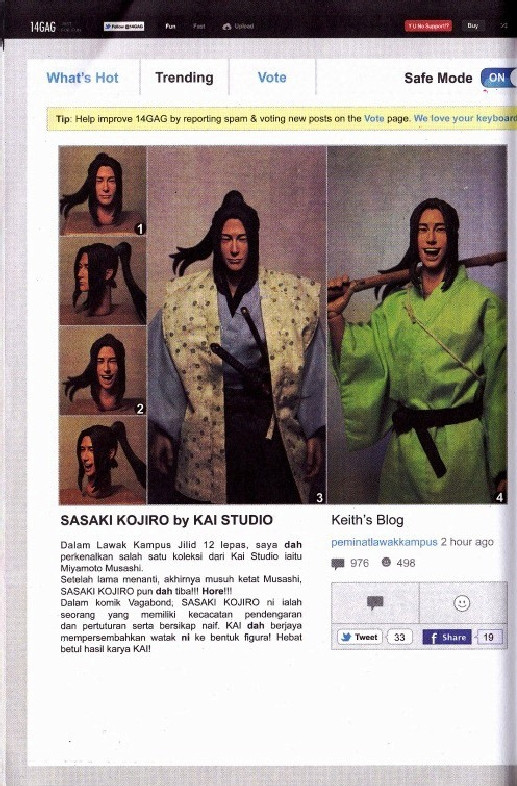 14GAG
Follow @14GAG
Fun
Fast
Upload
Y U No Support!?
Buy
What's Hot
Trending
Vote
Safe Mode
ON
Tip: Help improve 14GAG by reporting spam & voting new posts on the Vote page. We love your keyboard
1
2
3
4
SASAKI KOJIRO by KAI STUDIO
Dalam Lawak Kampus Jilid 12 lepas, saya dah
perkenalkan salah satu koleksi dari Kai Studio iaitu
Miyamoto Musashi.
Setelah lama menanti, akhirnya musuh ketat Musashi,
SASAKI KOJIRO pun dah tiba!!! Hore!!!
Dalam komik Vagabond, SASAKI KOJIRO ni ialah
seorang yang memiliki kecacatan pendengaran
dan pertuturan serta bersikap naif. KAI dah berjaya
mempersembahkan watak ni ke bentuk figura! Hebat
betul hasil karya KAI!
Keith's Blog
peminatlawakkampus 2 hour ago
976
498
Tweet
33
Share
19